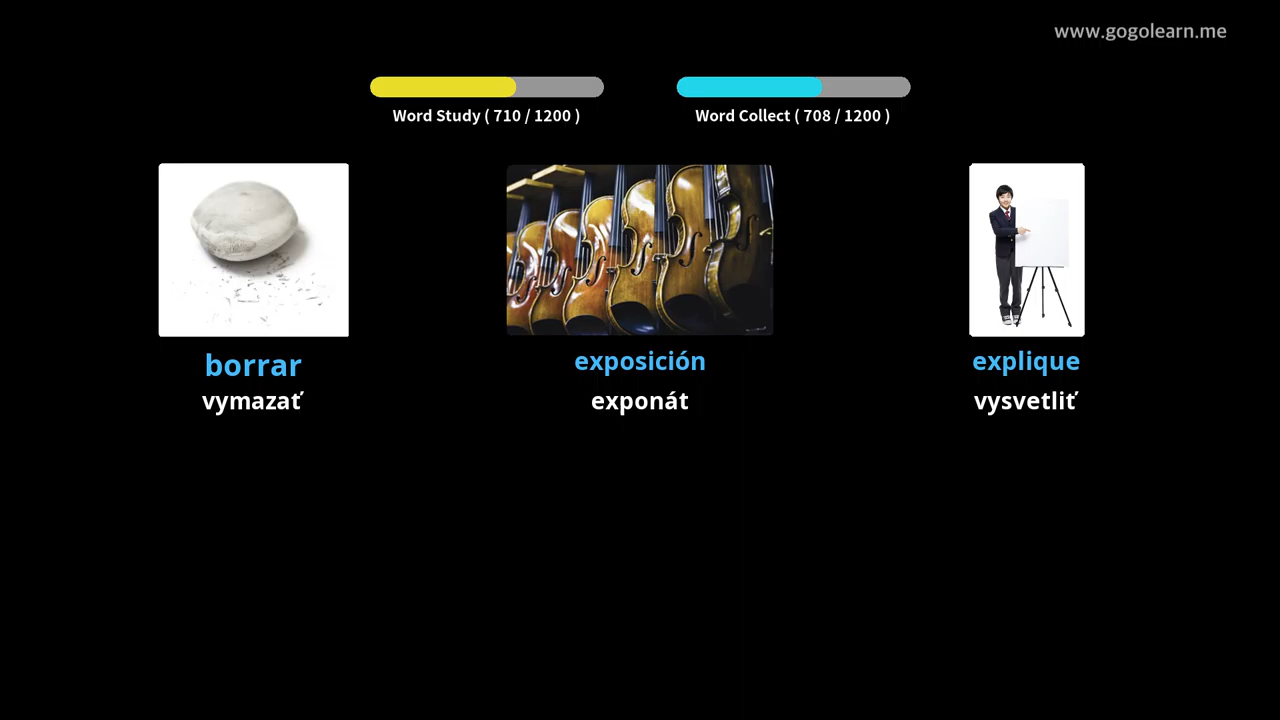 www.gogolearn.me
Word Study ( 710 / 1200 )
Word Collect ( 708 / 1200 )
borrar
vymazať
exposición
exponát
explique
vysvetliť